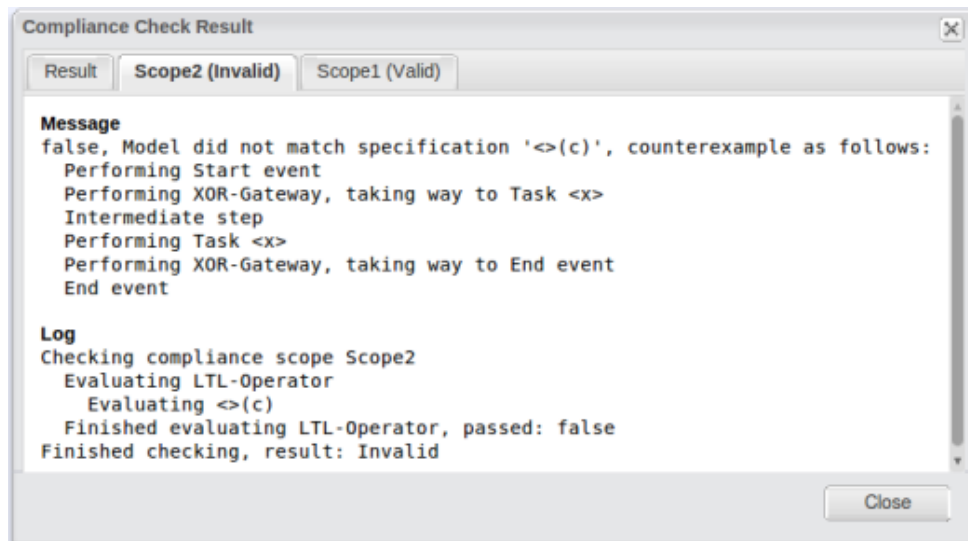 Compliance Check Result
Result Scope2 (Invalid) Scope1 (Valid)
Message
false, Model did not match specification '<>(c)', counterexample as follows:
Performing Start event
Performing XOR-Gateway, taking way to Task <x>
Intermediate step
Performing Task <x>
Performing XOR-Gateway, taking way to End event
End event
Log
Checking compliance scope Scope2
Evaluating LTL-Operator
Evaluating <>(c)
Finished evaluating LTL-Operator, passed: false
Finished checking, result: Invalid
Close